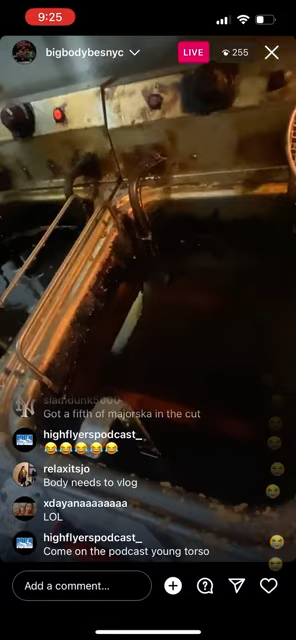 9:25
bigbodybesnyc
LIVE
255
slamdunk5000
Got a fifth of majorska in the cut
highflyerspodcast_
😂😂😂😂😂
relaxitsjo
Body needs to vlog
xdayanaaaaaaaa
LOL
highflyerspodcast_
Come on the podcast young torso
Add a comment...